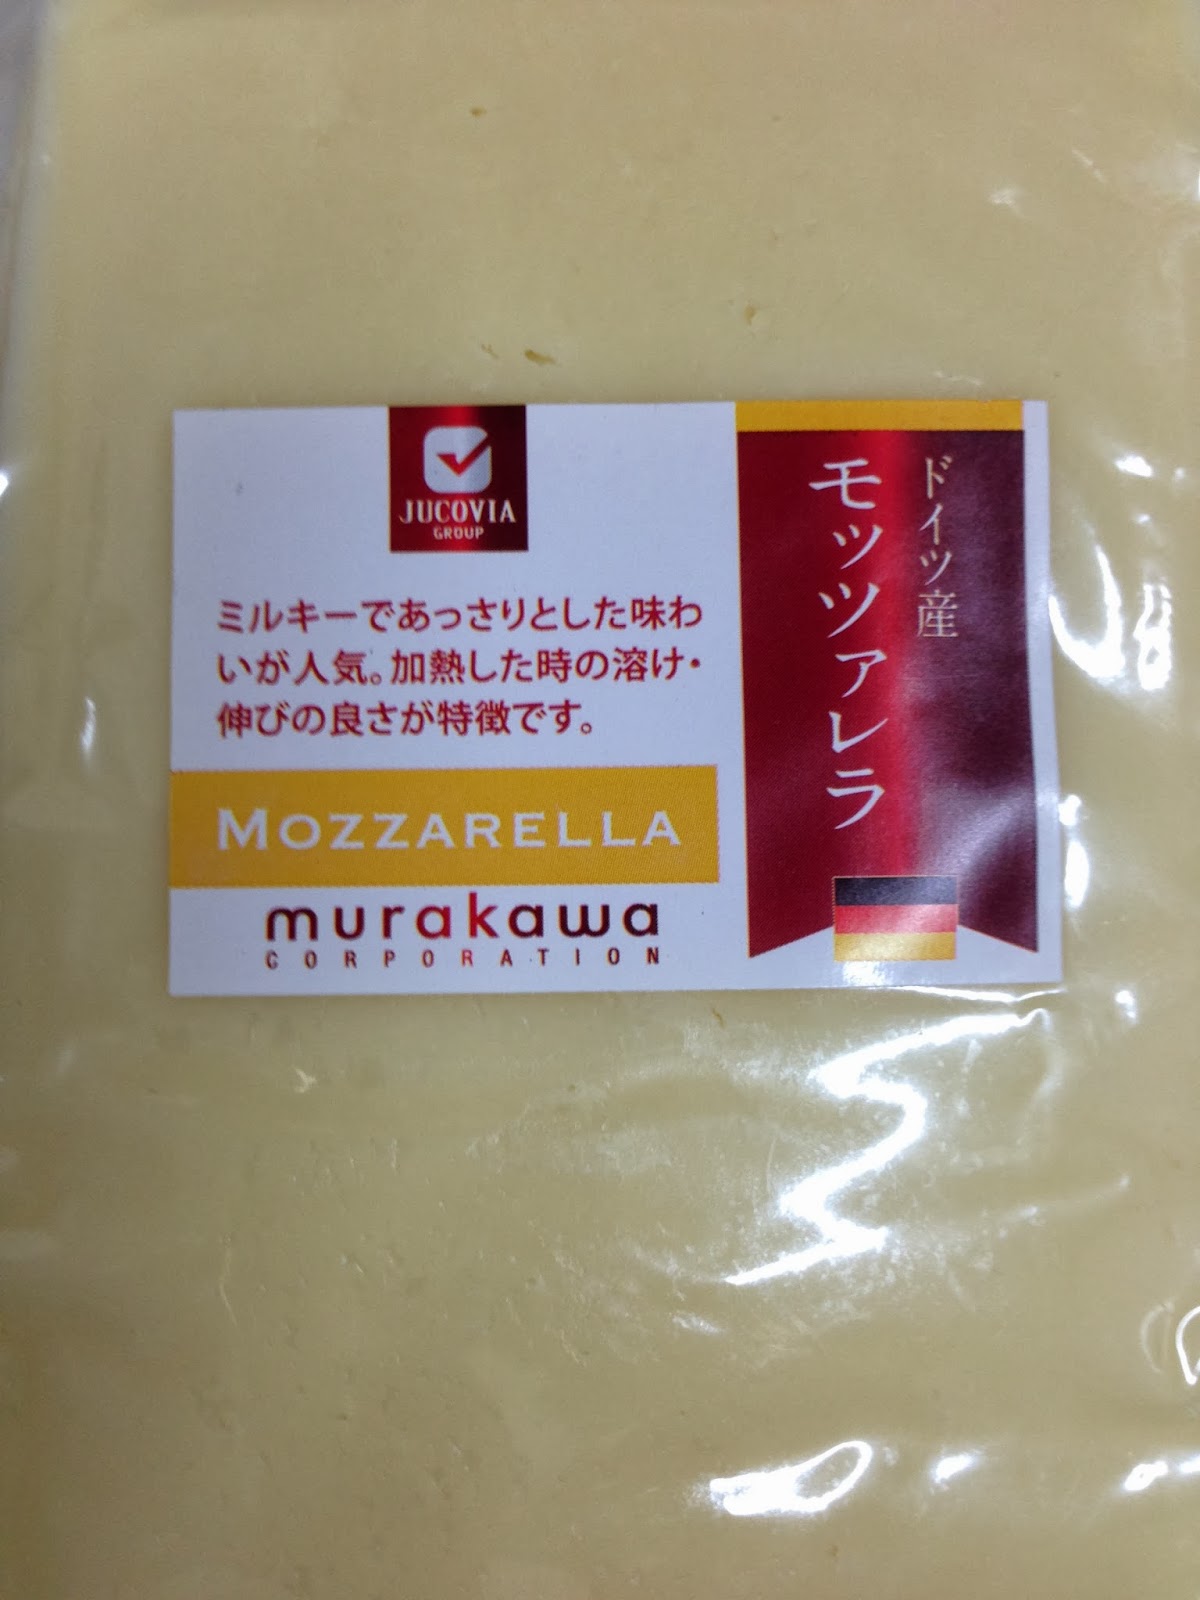 JUCOVIA
GROUP
ミルキーであっさりとした味わ
いが人気。加熱した時の溶け・
伸びの良さが特徴です。
MOZZARELLA
murakawa
CORPORATION
ドイツ産
モッツァレラ